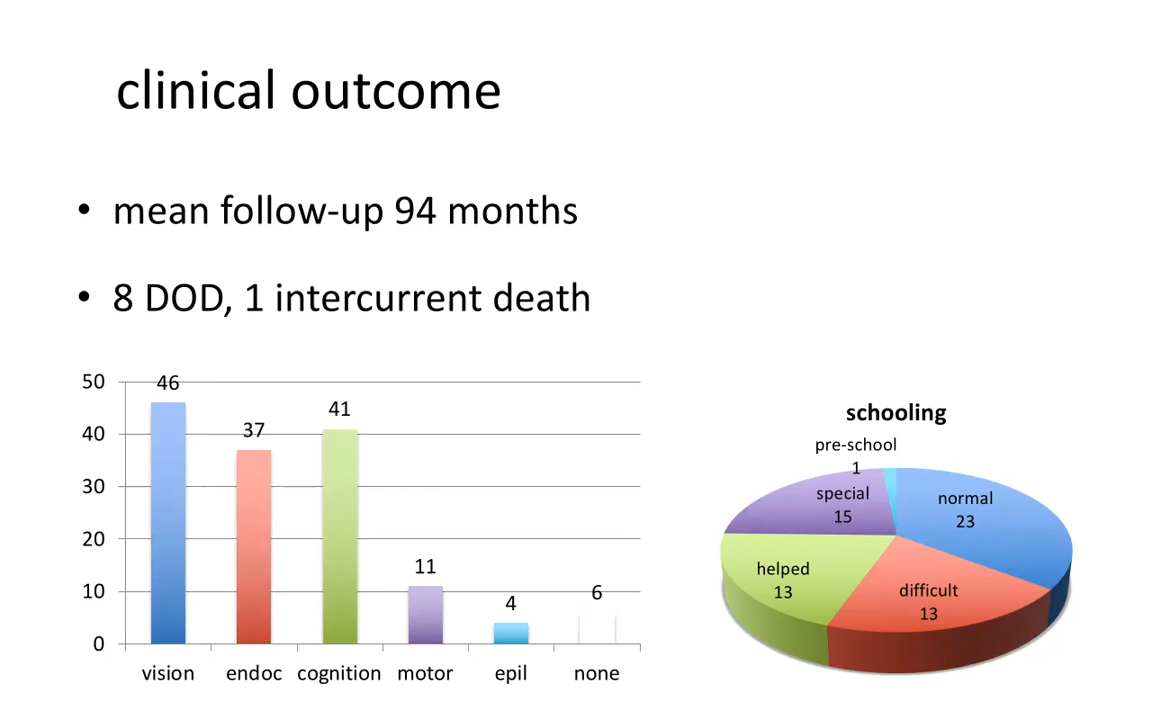 clinical outcome
• mean follow-up 94 months
• 8 DOD, 1 intercurrent death
50
40
30
20
10
0
46
37
41
11
4
6
vision endoc cognition motor epil none
schooling
pre-school
1
special
15
normal
23
helped
13
difficult
13